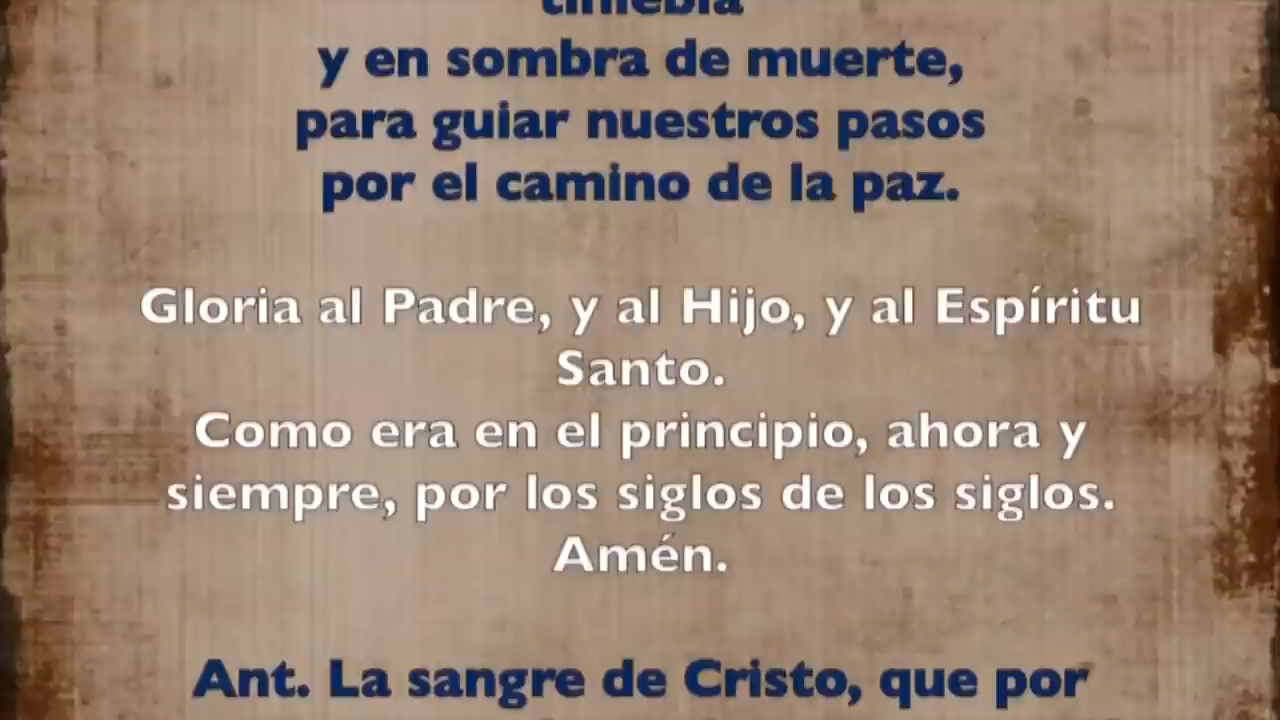 tiniebla
y en sombra de muerte,
para guiar nuestros pasos
por el camino de la paz.
Gloria al Padre, y al Hijo, y al Espíritu
Santo.
Como era en el principio, ahora y
siempre, por los siglos de los siglos.
Amén.
Ant. La sangre de Cristo, que por